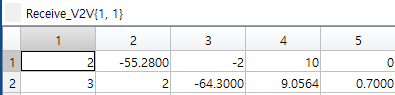 Receive_V2V{1, 1}
1 2 3 4 5
1 2 -55.2800 -2 10 0
2 3 2 -64.3000 9.0564 0.7000